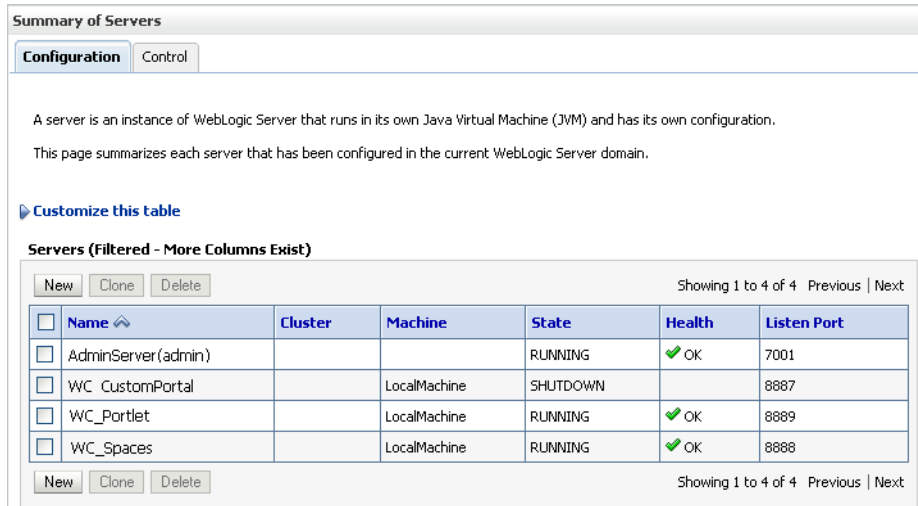 Summary of Servers
Configuration Control
A server is an instance of WebLogic Server that runs in its own Java Virtual Machine (JVM) and has its own configuration.
This page summarizes each server that has been configured in the current WebLogic Server domain.
Customize this table
Servers (Filtered - More Columns Exist)
New Clone Delete Showing 1 to 4 of 4 Previous | Next
Name Cluster Machine State Health Listen Port
AdminServer(admin) RUNNING OK 7001
WC_CustomPortal LocalMachine SHUTDOWN 8887
WC_Portlet LocalMachine RUNNING OK 8889
WC_Spaces LocalMachine RUNNING OK 8888
New Clone Delete Showing 1 to 4 of 4 Previous | Next